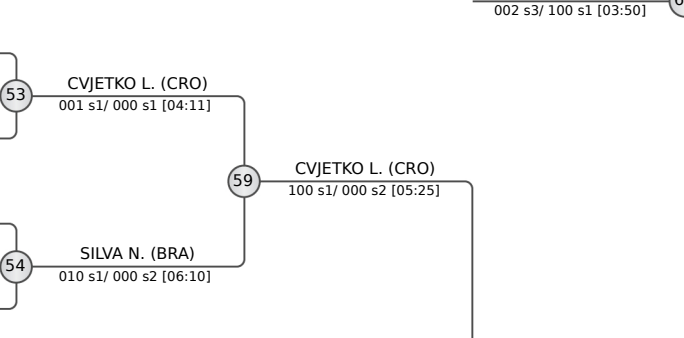 002 s3/ 100 s1 [03:50]
53
CVJETKO L. (CRO)
001 s1/ 000 s1 [04:11]
59
CVJETKO L. (CRO)
100 s1/ 000 s2 [05:25]
54
SILVA N. (BRA)
010 s1/ 000 s2 [06:10]